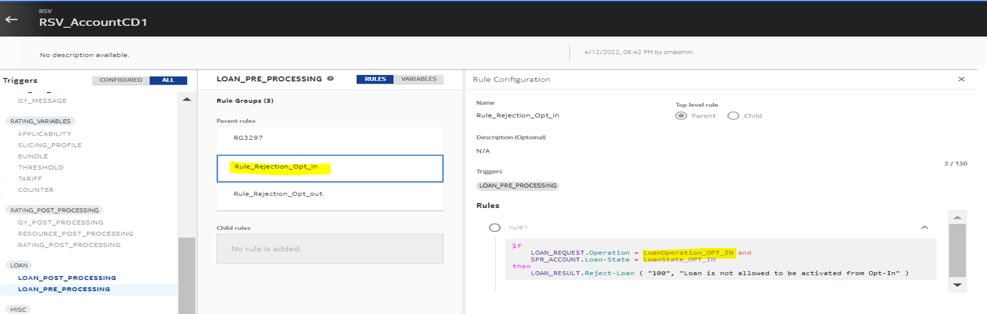 RSV
RSV_AccountCD1
No description available.
4/12/2022, 06:42 PM by smadmin
Triggers
CONFIGURED ALL
GY_MESSAGE
RATING_VARIABLES
APPLICABILITY
SLICING_PROFILE
BUNDLE
THRESHOLD
TARIFF
COUNTER
RATING_POST_PROCESSING
GY_POST_PROCESSING
RESOURCE_POST_PROCESSING
RATING_POST_PROCESSING
LOAN
LOAN_POST_PROCESSING
LOAN_PRE_PROCESSING
MISC
LOAN_PRE_PROCESSING
RULES VARIABLES
Rule Groups (3)
Parent rules
RG3297
Rule_Rejection_Opt_in
Rule_Rejection_Opt_out
Child rules
No rule is added.
Rule Configuration
Name
Rule_Rejection_Opt_in
Top level rule
Parent Child
Description (Optional)
N/A
3 / 150
Triggers
LOAN_PRE_PROCESSING
Rules
rule1
if
LOAN_REQUEST.Operation = LoanOperation_OPT_IN and
SPR_ACCOUNT.Loan-State = LoanState_OPT_IN
then
LOAN_RESULT.Reject-Loan ( "100", "Loan is not allowed to be activated from Opt-In" )